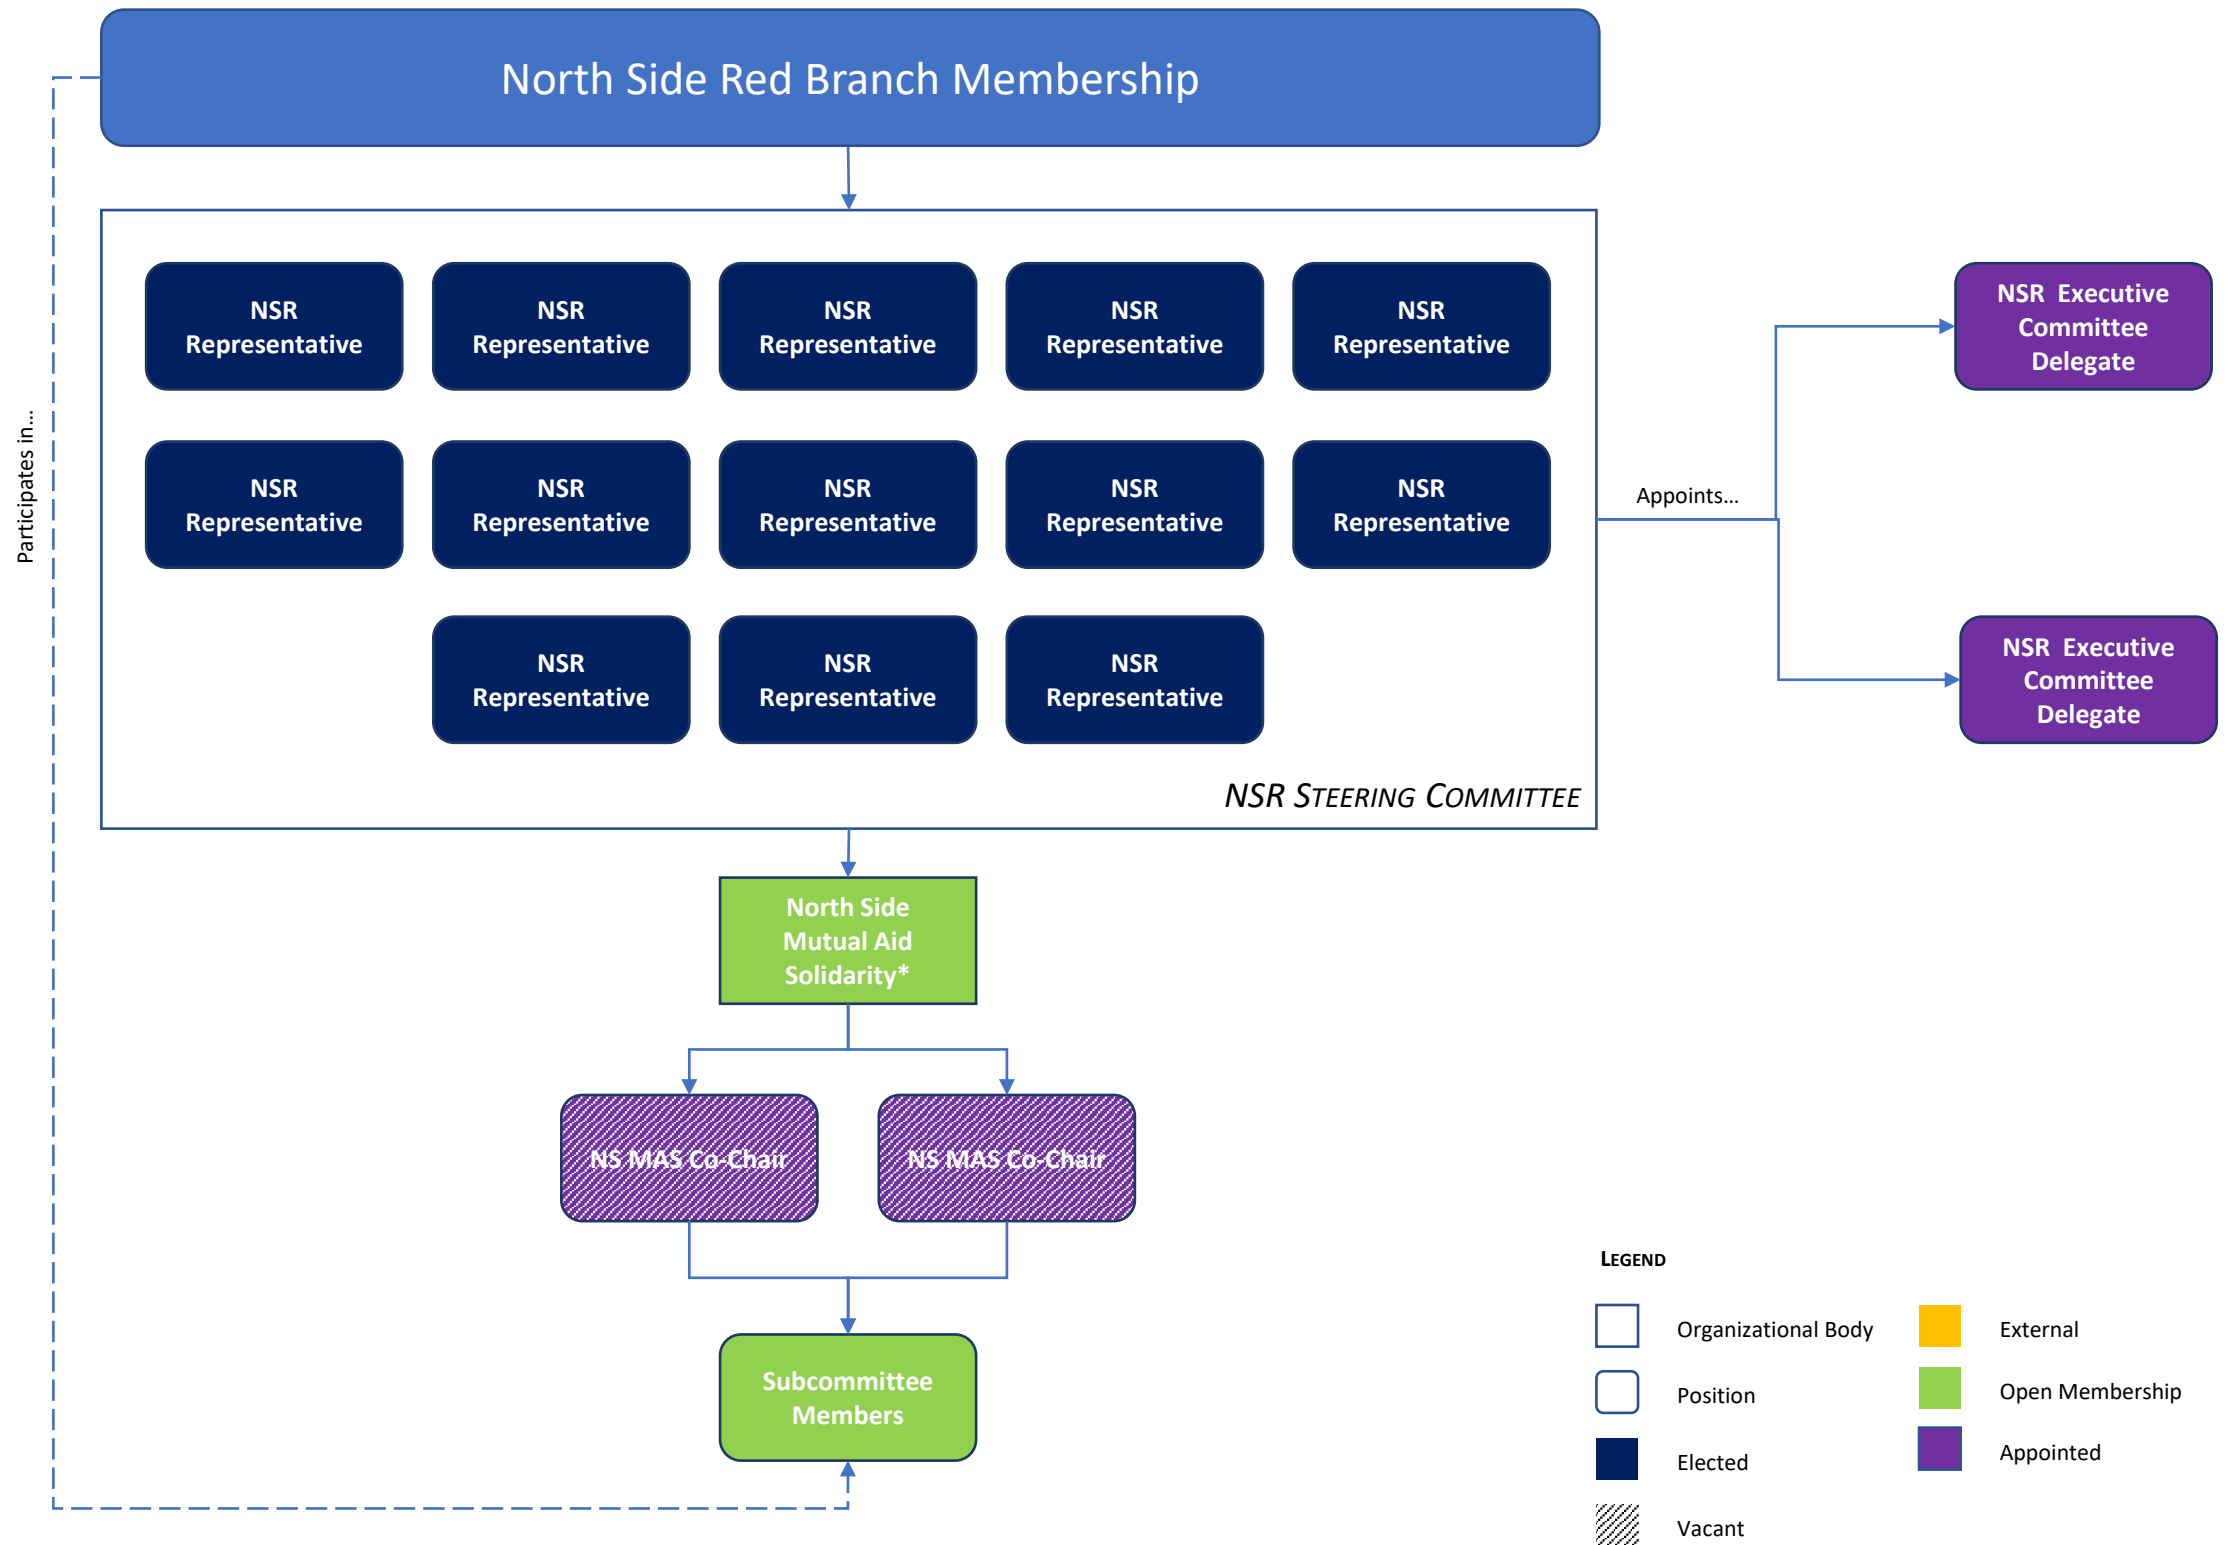 North Side Red Branch Membership
NSR
Representative
NSR
Representative
NSR
Representative
NSR
Representative
NSR
Representative
NSR
Representative
NSR
Representative
NSR
Representative
NSR
Representative
NSR
Representative
NSR
Representative
NSR
Representative
NSR
Representative
NSR STEERING COMMITTEE
Participates in...
Appoints...
NSR  Executive
Committee
Delegate
NSR  Executive
Committee
Delegate
North Side
Mutual Aid
Solidarity*
NS MAS Co-Chair
NS MAS Co-Chair
Subcommittee
Members
LEGEND
Organizational Body
Position
Elected
Vacant
External
Open Membership
Appointed